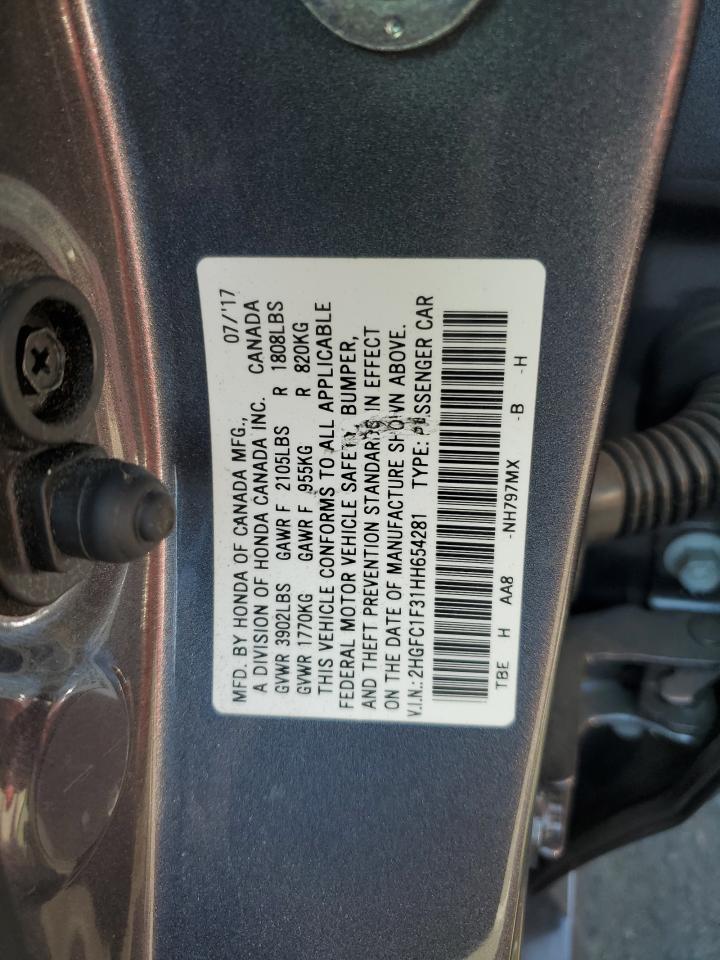 MFD. BY HONDA OF CANADA MFG., 07/'17
A DIVISION OF HONDA CANADA INC. CANADA
GVWR 3902LBS GAWR F 2105LBS R 1808LBS
GVWR 1770KG GAWR F 955KG R 820KG
THIS VEHICLE CONFORMS TO ALL APPLICABLE
FEDERAL MOTOR VEHICLE SAFETY BUMPER,
AND THEFT PREVENTION STANDARDS IN EFFECT
ON THE DATE OF MANUFACTURE SHOWN ABOVE.
V.I.N.:2HGFC1F31HH654281 TYPE: PASSENGER CAR
TBE H AA8 -NH797MX -B -H